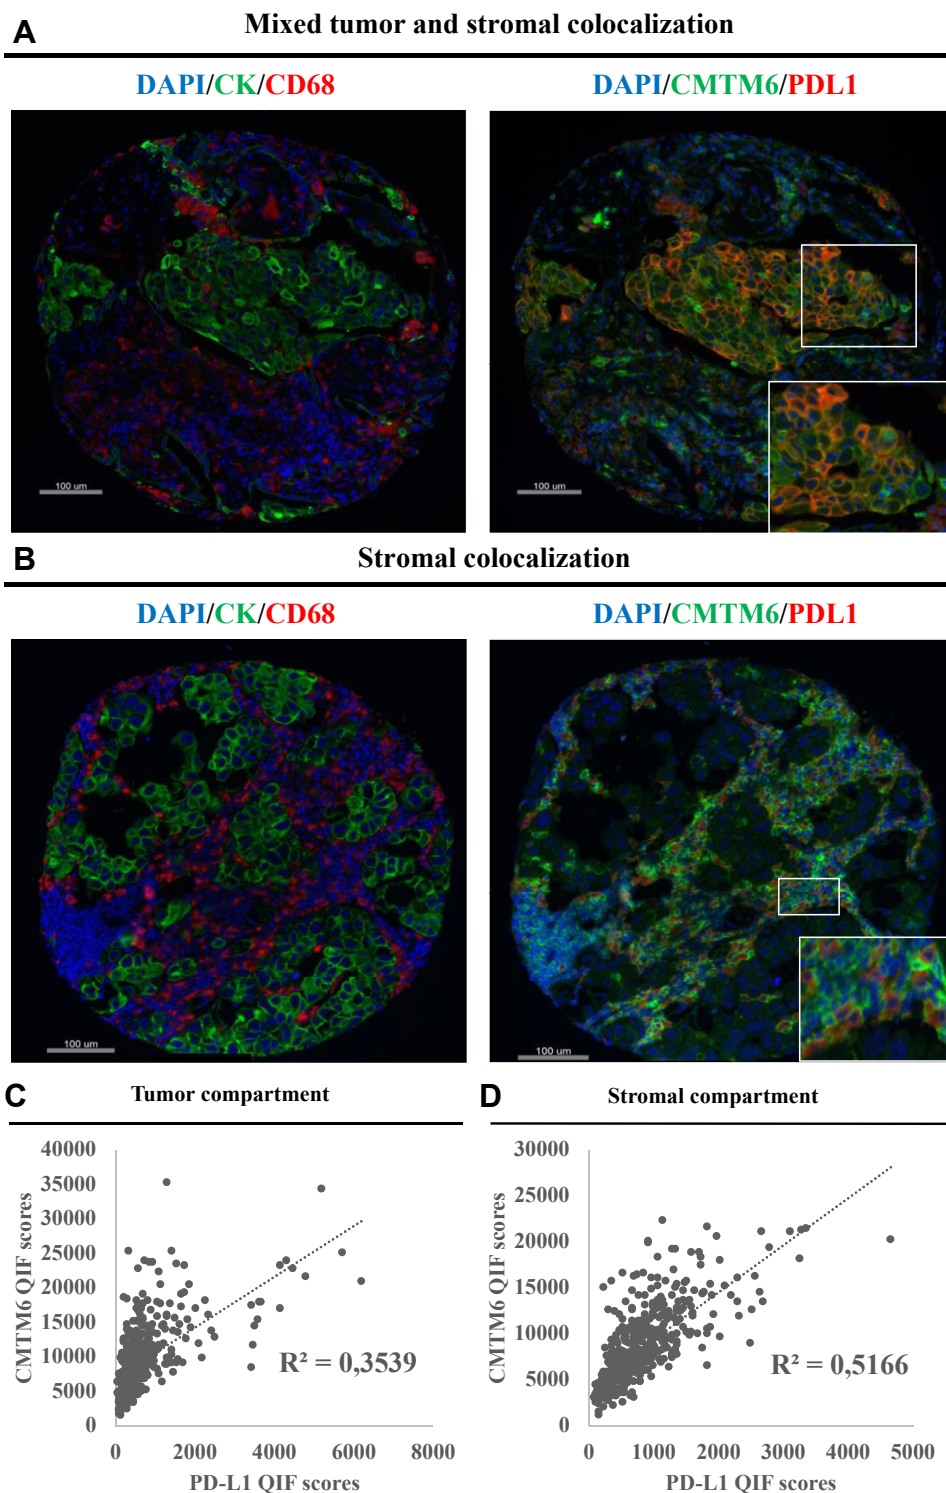 A
Mixed tumor and stromal colocalization
DAPI/CK/CD68
DAPI/CMTM6/PDL1
100 um
100 um
B
Stromal colocalization
DAPI/CK/CD68
DAPI/CMTM6/PDL1
100 um
100 um
C
Tumor compartment
CMTM6 QIF scores
40000
35000
30000
25000
20000
15000
10000
5000
0
R² = 0,3539
0 2000 4000 6000 8000
PD-L1 QIF scores
D
Stromal compartment
CMTM6 QIF scores
30000
25000
20000
15000
10000
5000
0
R² = 0,5166
0 1000 2000 3000 4000 5000
PD-L1 QIF scores